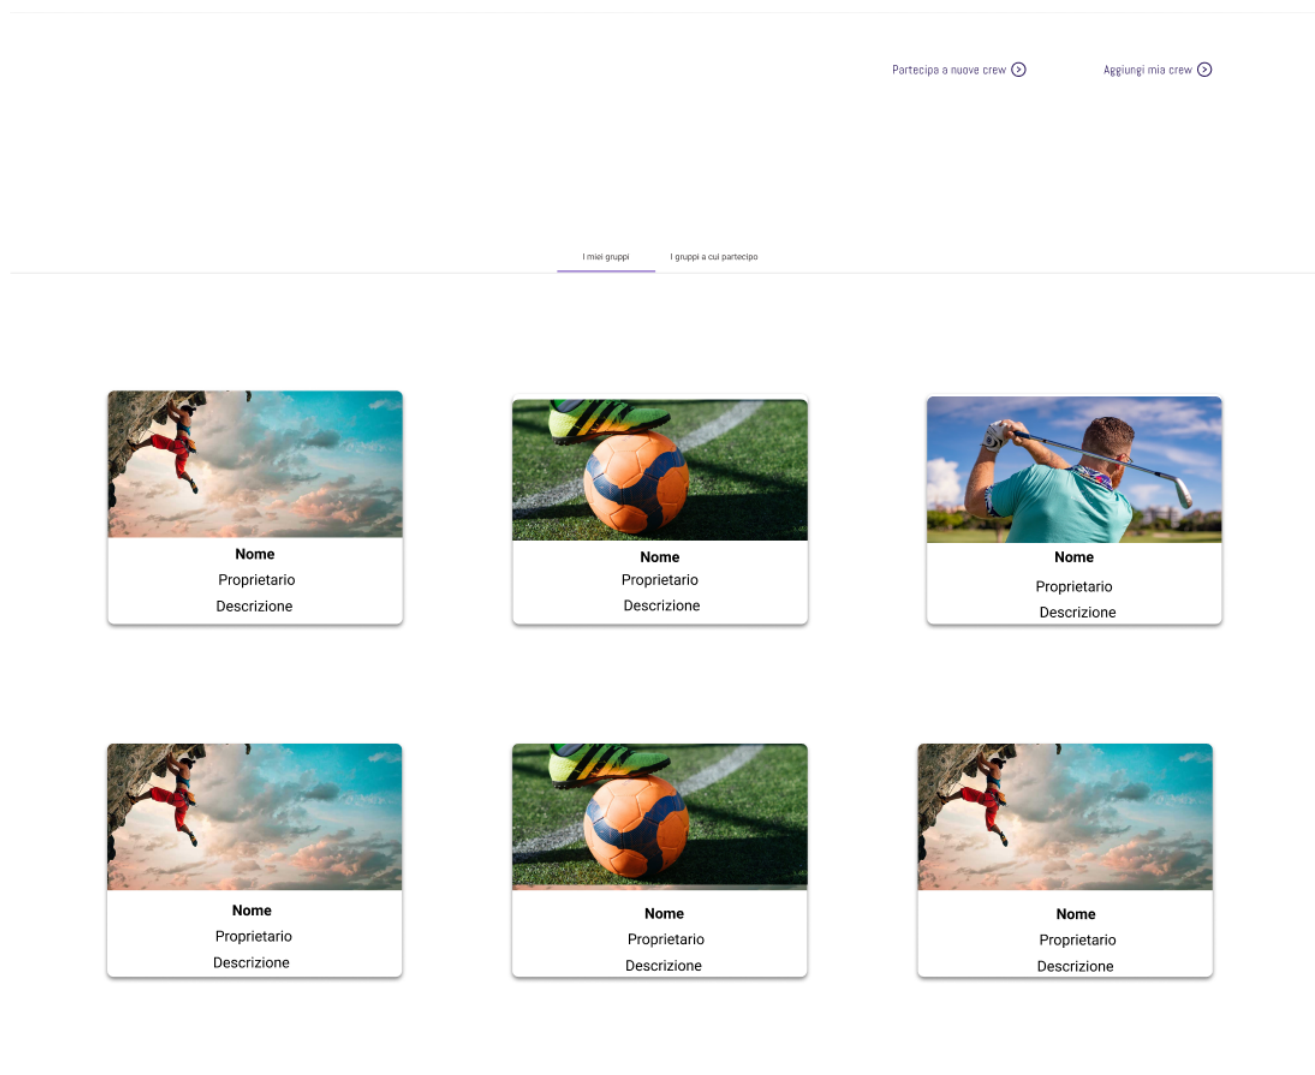 Partecipa a nuove crew
Aggiungi mia crew
I miei gruppi
I gruppi a cui partecipo
Nome
Proprietario
Descrizione
Nome
Proprietario
Descrizione
Nome
Proprietario
Descrizione
Nome
Proprietario
Descrizione
Nome
Proprietario
Descrizione
Nome
Proprietario
Descrizione